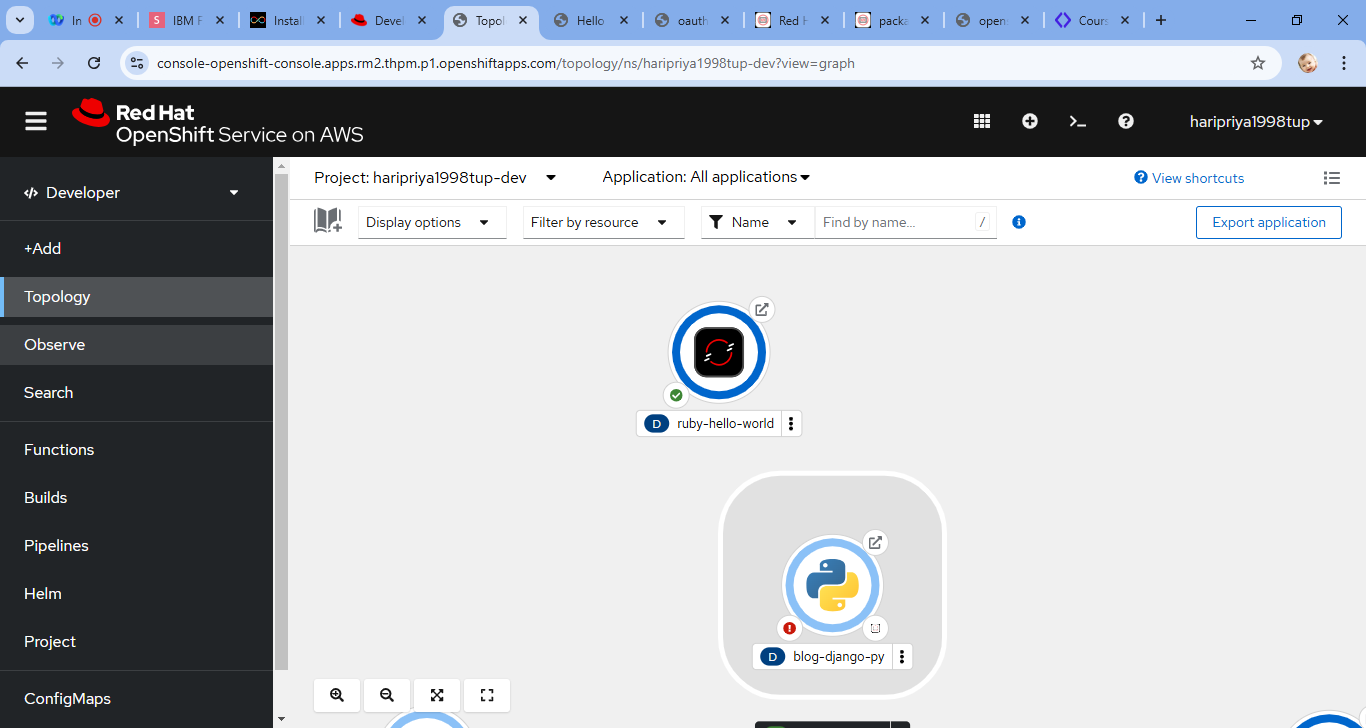 In
IBM F
Instal
Devel
Topol
Hello
oauth
Red H
packa
opens
Cours
console-openshift-console.apps.rm2.thpm.p1.openshiftapps.com/topology/ns/haripriya1998tup-dev?view=graph
Red Hat
OpenShift Service on AWS
haripriya1998tup
Developer
+Add
Topology
Observe
Search
Functions
Builds
Pipelines
Helm
Project
ConfigMaps
Project: haripriya1998tup-dev
Application: All applications
View shortcuts
Display options
Filter by resource
Name
Find by name...
/
Export application
D ruby-hello-world
D blog-django-py